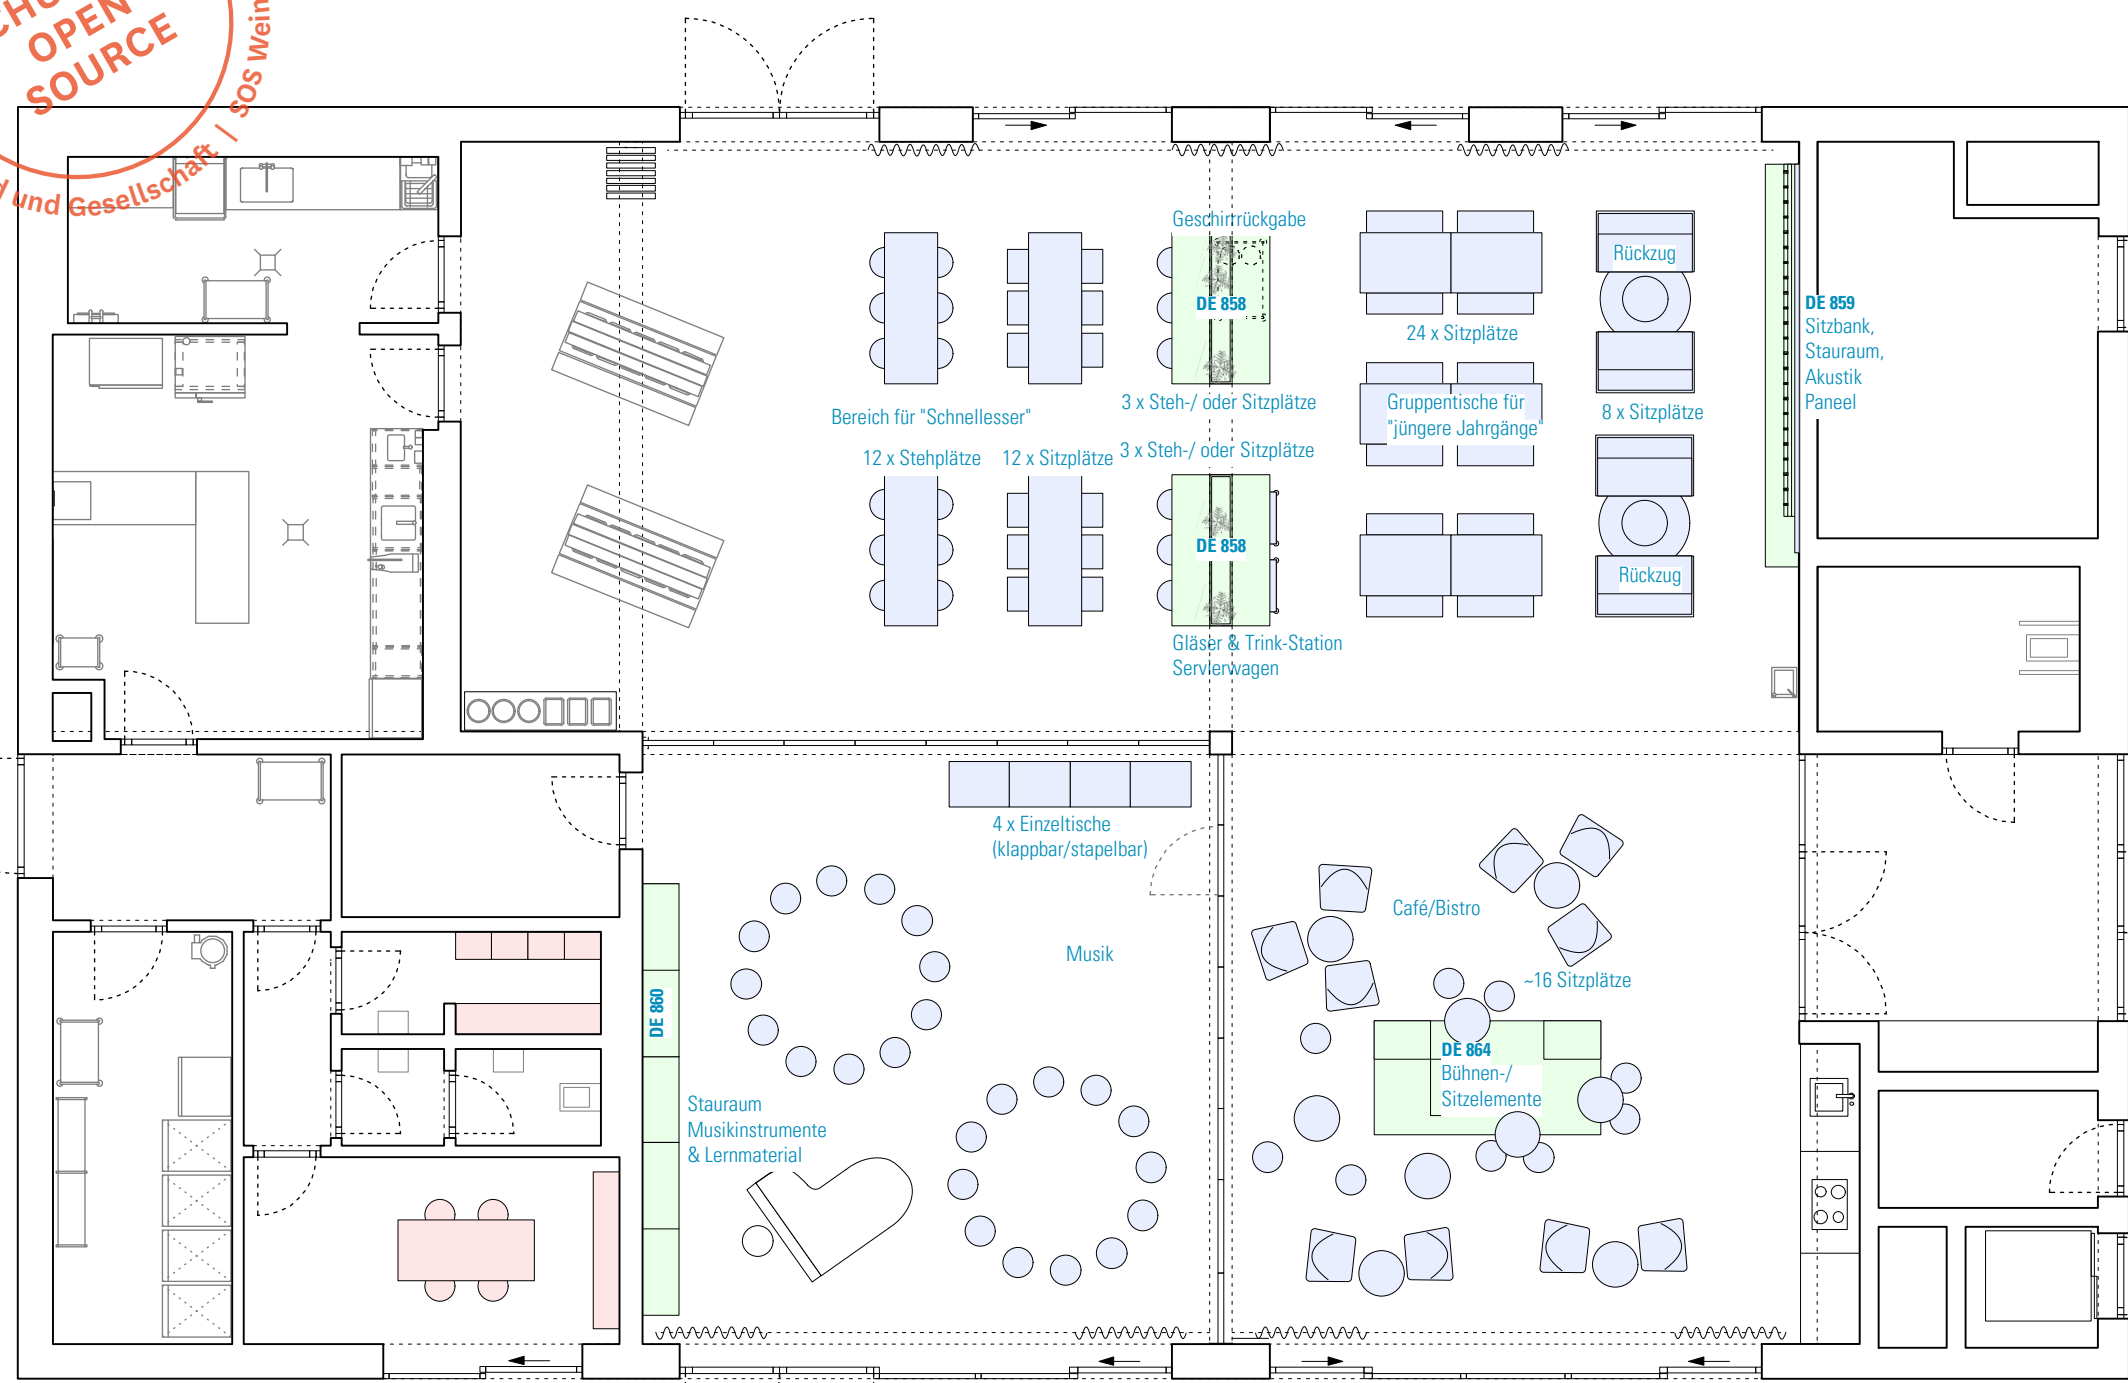 OPEN
SOURCE
und Gesellschaft | SOS Wein
Geschirrückgabe
DE 858
3 x Steh-/ oder Sitzplätze
3 x Steh-/ oder Sitzplätze
DE 858
Gläser & Trink-Station
Servierwagen
Bereich für "Schnellesser"
12 x Stehplätze
12 x Sitzplätze
24 x Sitzplätze
Gruppentische für
"jüngere Jahrgänge"
Rückzug
8 x Sitzplätze
Rückzug
DE 859
Sitzbank,
Stauraum,
Akustik
Paneel
4 x Einzeltische
(klappbar/stapelbar)
Musik
DE 860
Stauraum
Musikinstrumente
& Lernmaterial
Café/Bistro
~16 Sitzplätze
DE 864
Bühnen-/
Sitzelemente